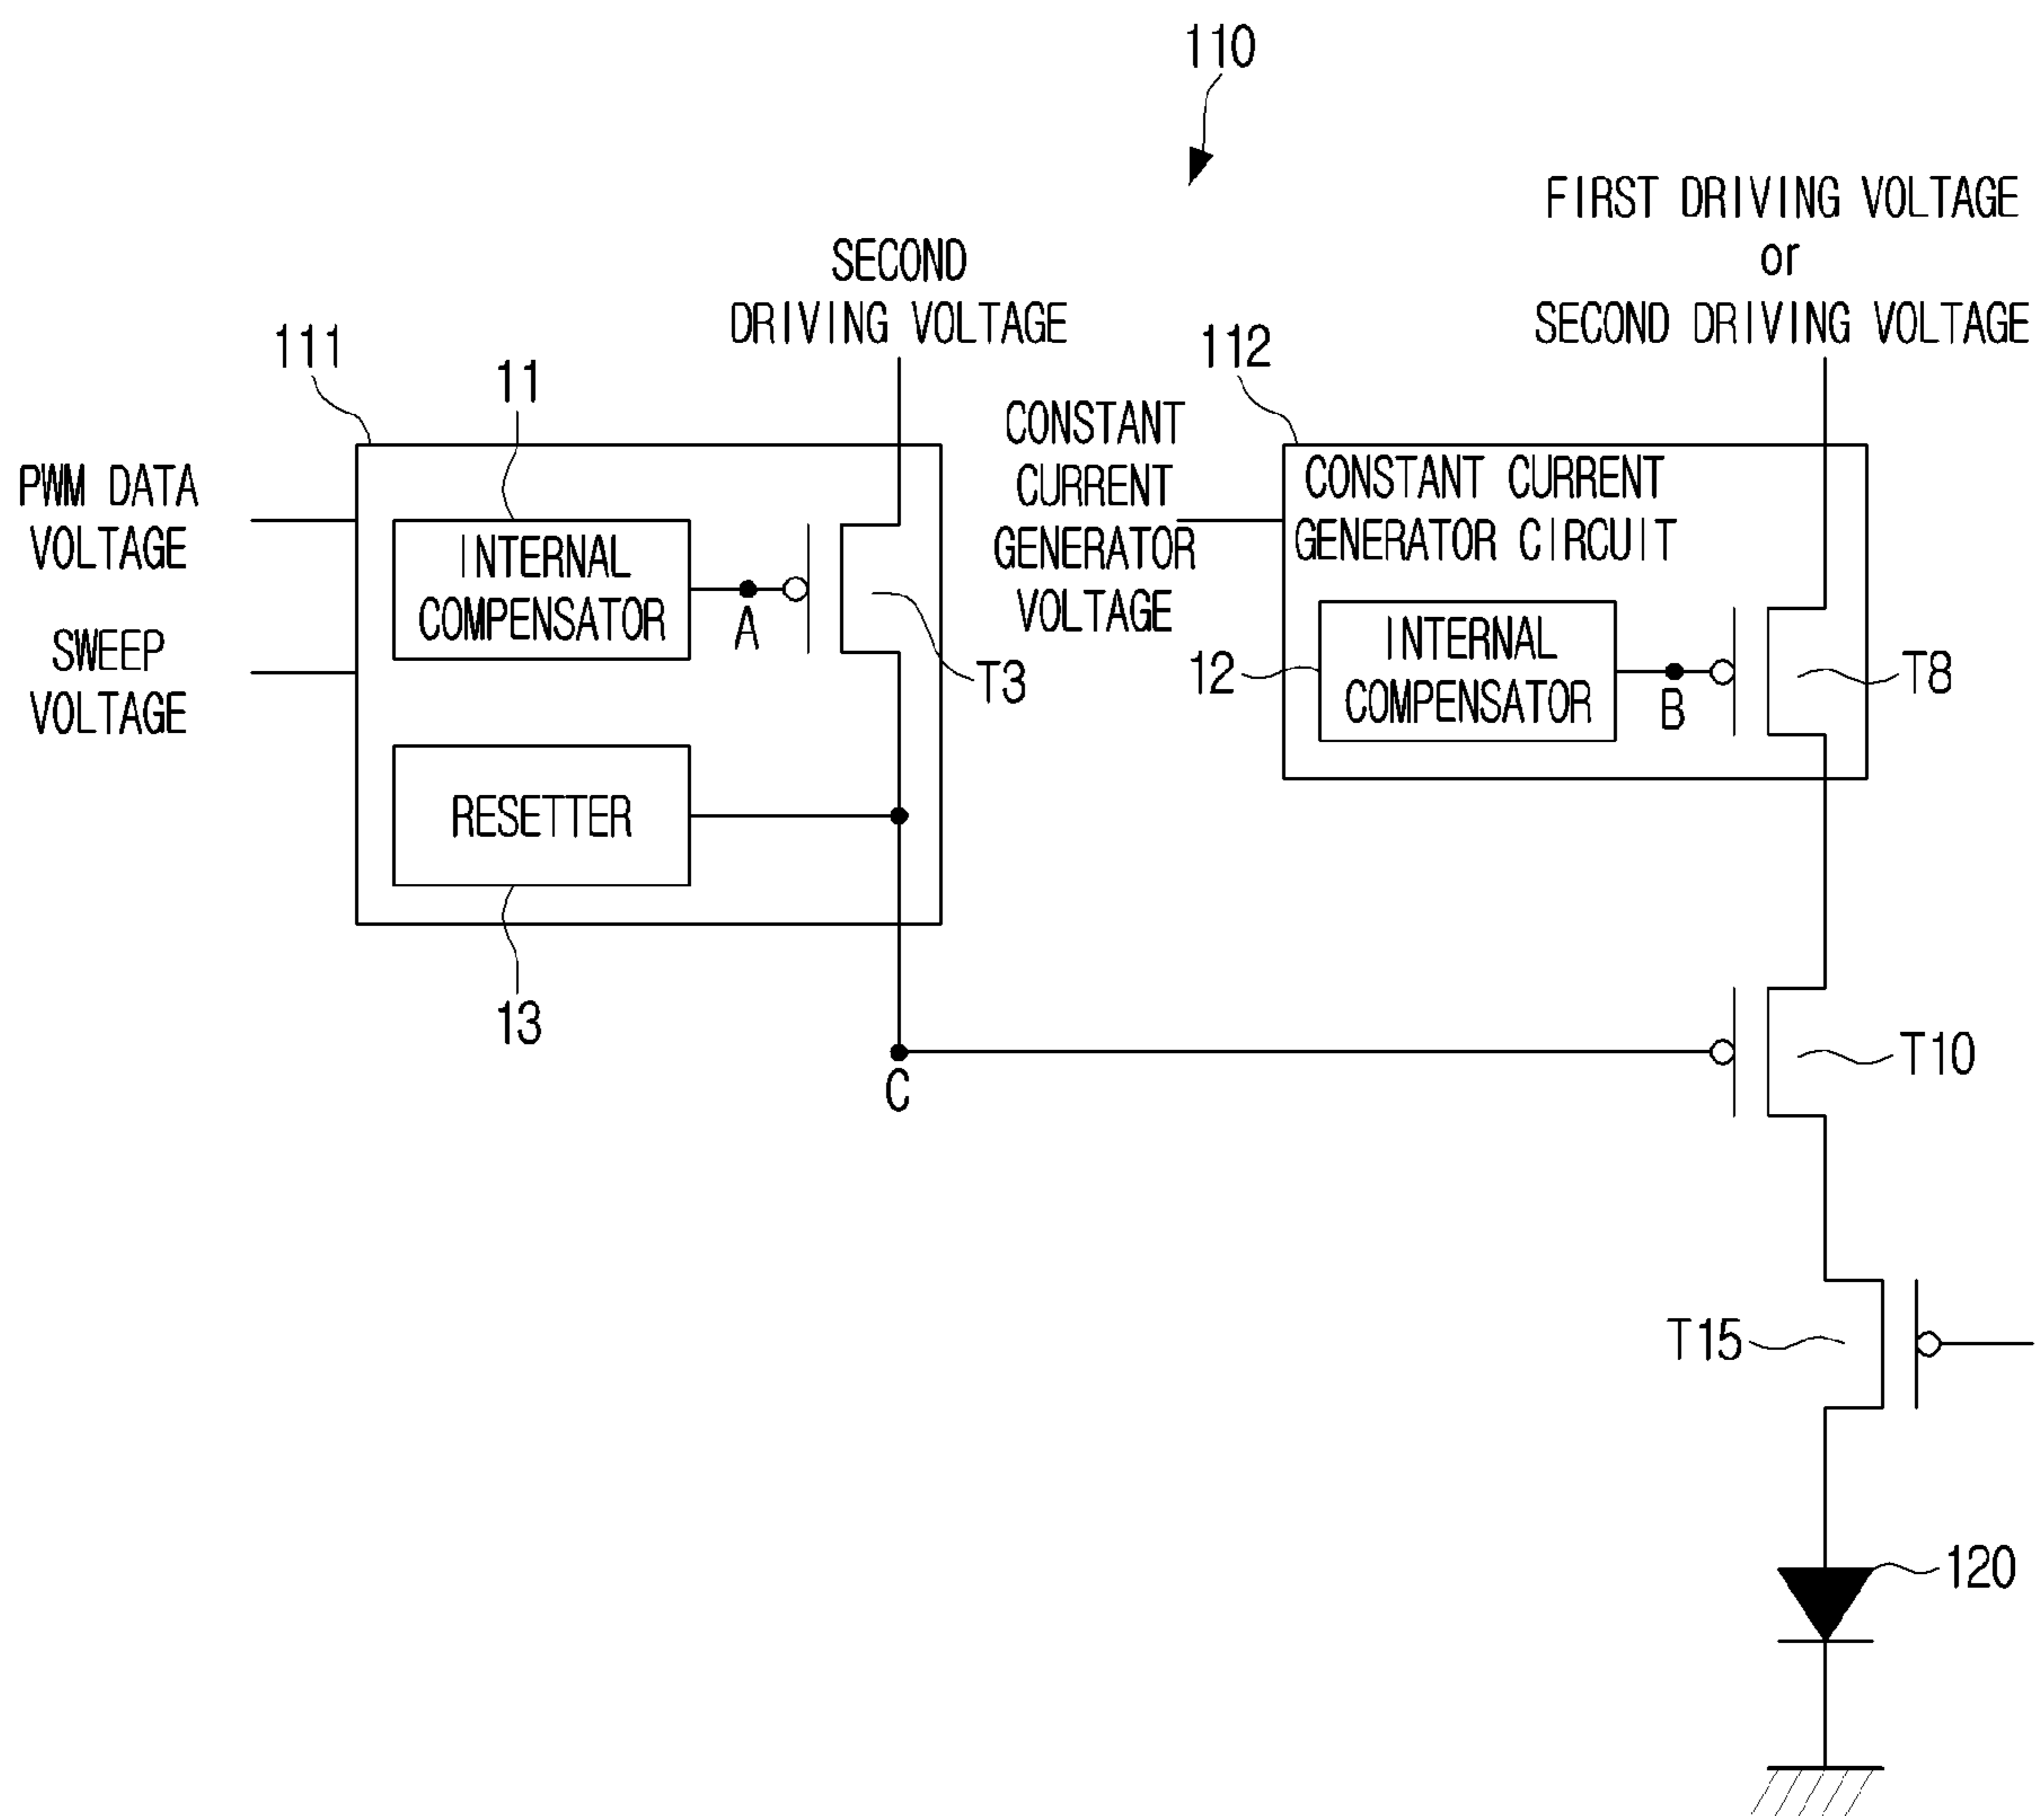 110
FIRST DRIVING VOLTAGE
or
SECOND DRIVING VOLTAGE
SECOND
DRIVING VOLTAGE
111
11
112
CONSTANT
CURRENT
GENERATOR
VOLTAGE
PWM DATA
VOLTAGE
SWEEP
VOLTAGE
INTERNAL
COMPENSATOR
A
T3
CONSTANT CURRENT
GENERATOR CIRCUIT
12
INTERNAL
COMPENSATOR
B
T8
RESETTER
13
C
T10
T15
120